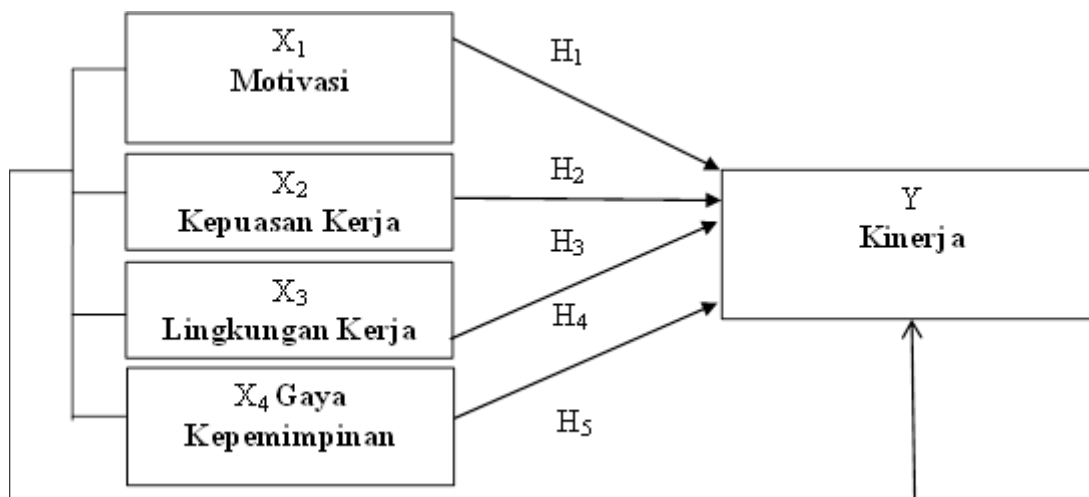 X₁
Motivasi
H₁
X₂
Kepuasan Kerja
H₂
X₃
Lingkungan Kerja
H₃
X₄ Gaya
Kepemimpinan
H₄
H₅
Y
Kinerja